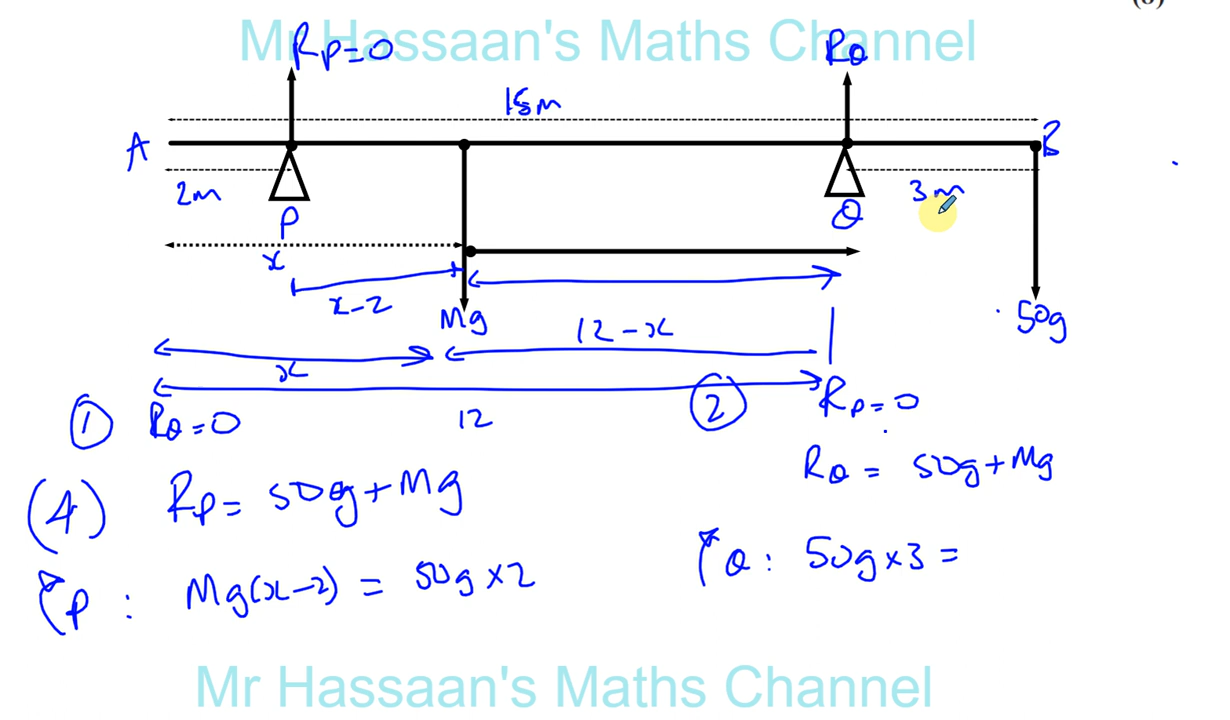 (8)
Mr Hassaan's Maths Channel
Rp=0
RQ
15m
A
B
2m
3m
P
Q
x
x-2
Mg
12-x
50g
x
12
① RQ=0
② Rp=0
RQ = 50g+Mg
(4) Rp= 50g+Mg
P: Mg(x-2) = 50g×2
Q: 50g×3 =
Mr Hassaan's Maths Channel